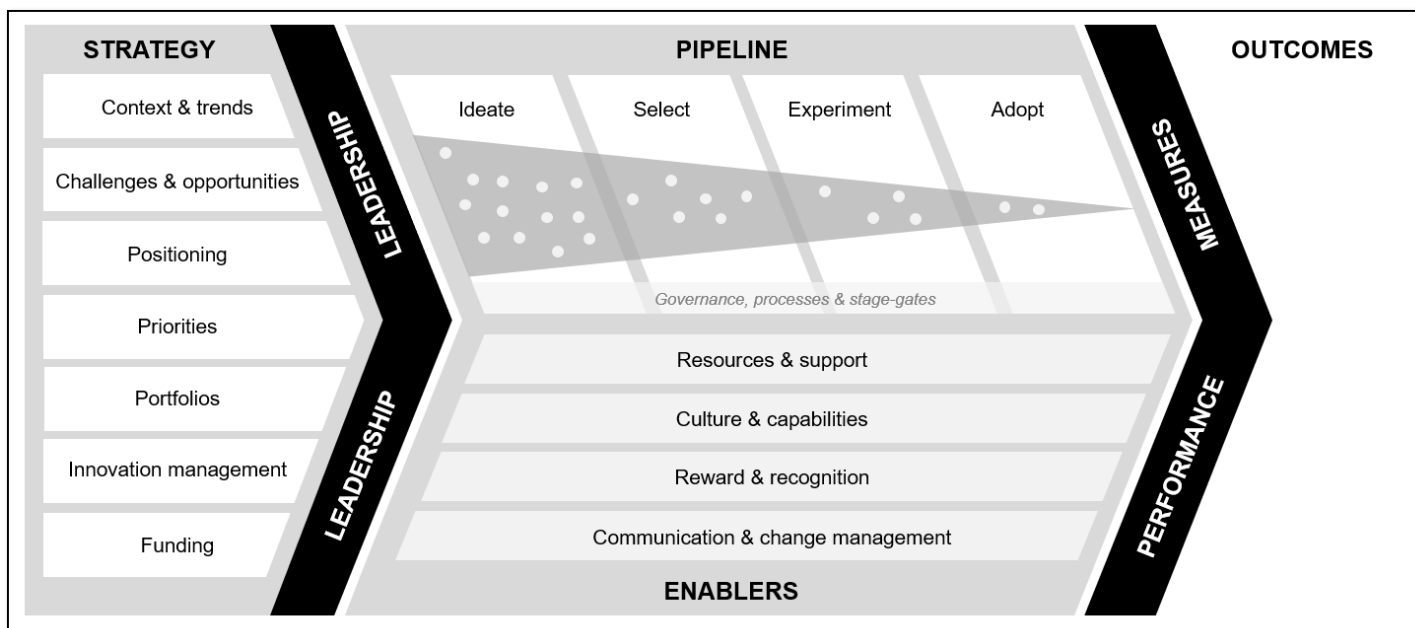 STRATEGY
Context & trends
Challenges & opportunities
Positioning
Priorities
Portfolios
Innovation management
Funding
LEADERSHIP
LEADERSHIP
PIPELINE
Ideate
Select
Experiment
Adopt
Governance, processes & stage-gates
Resources & support
Culture & capabilities
Reward & recognition
Communication & change management
ENABLERS
MEASURES
PERFORMANCE
OUTCOMES